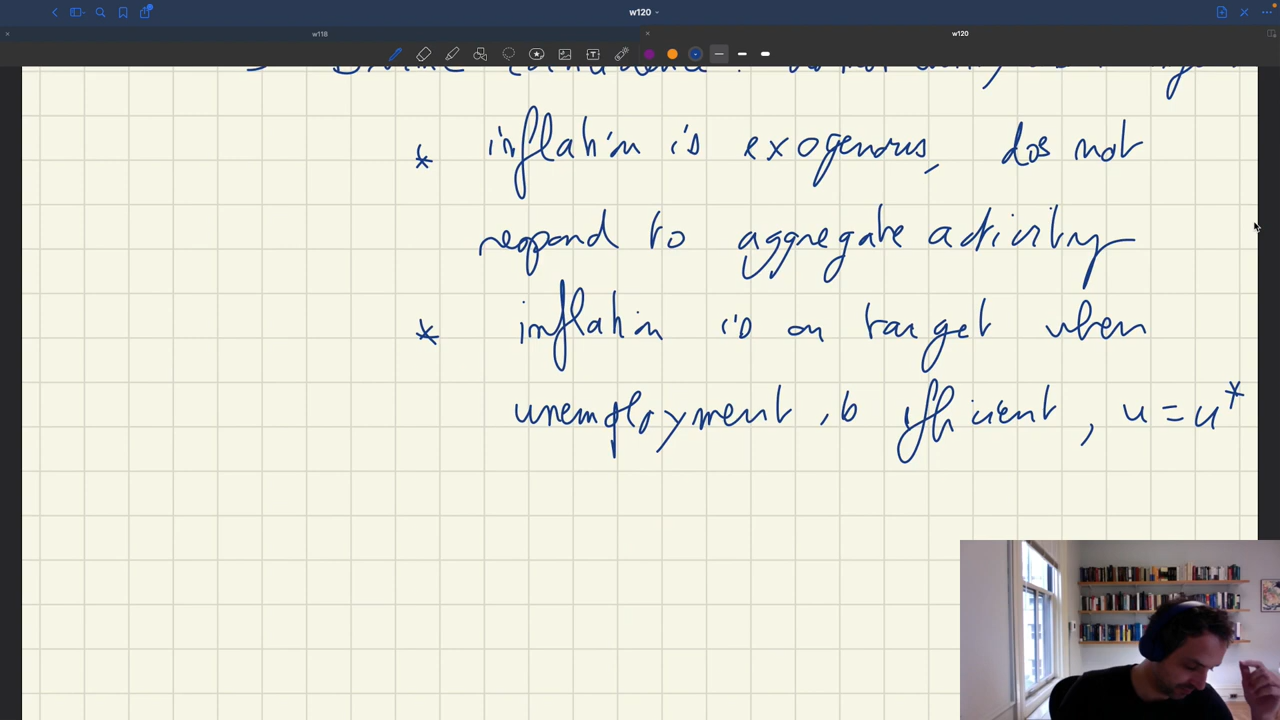 w120
w118
w120
* inflation is exogenous, does not
respond to aggregate activity
* inflation is on target when
unemployment is efficient, u = u*